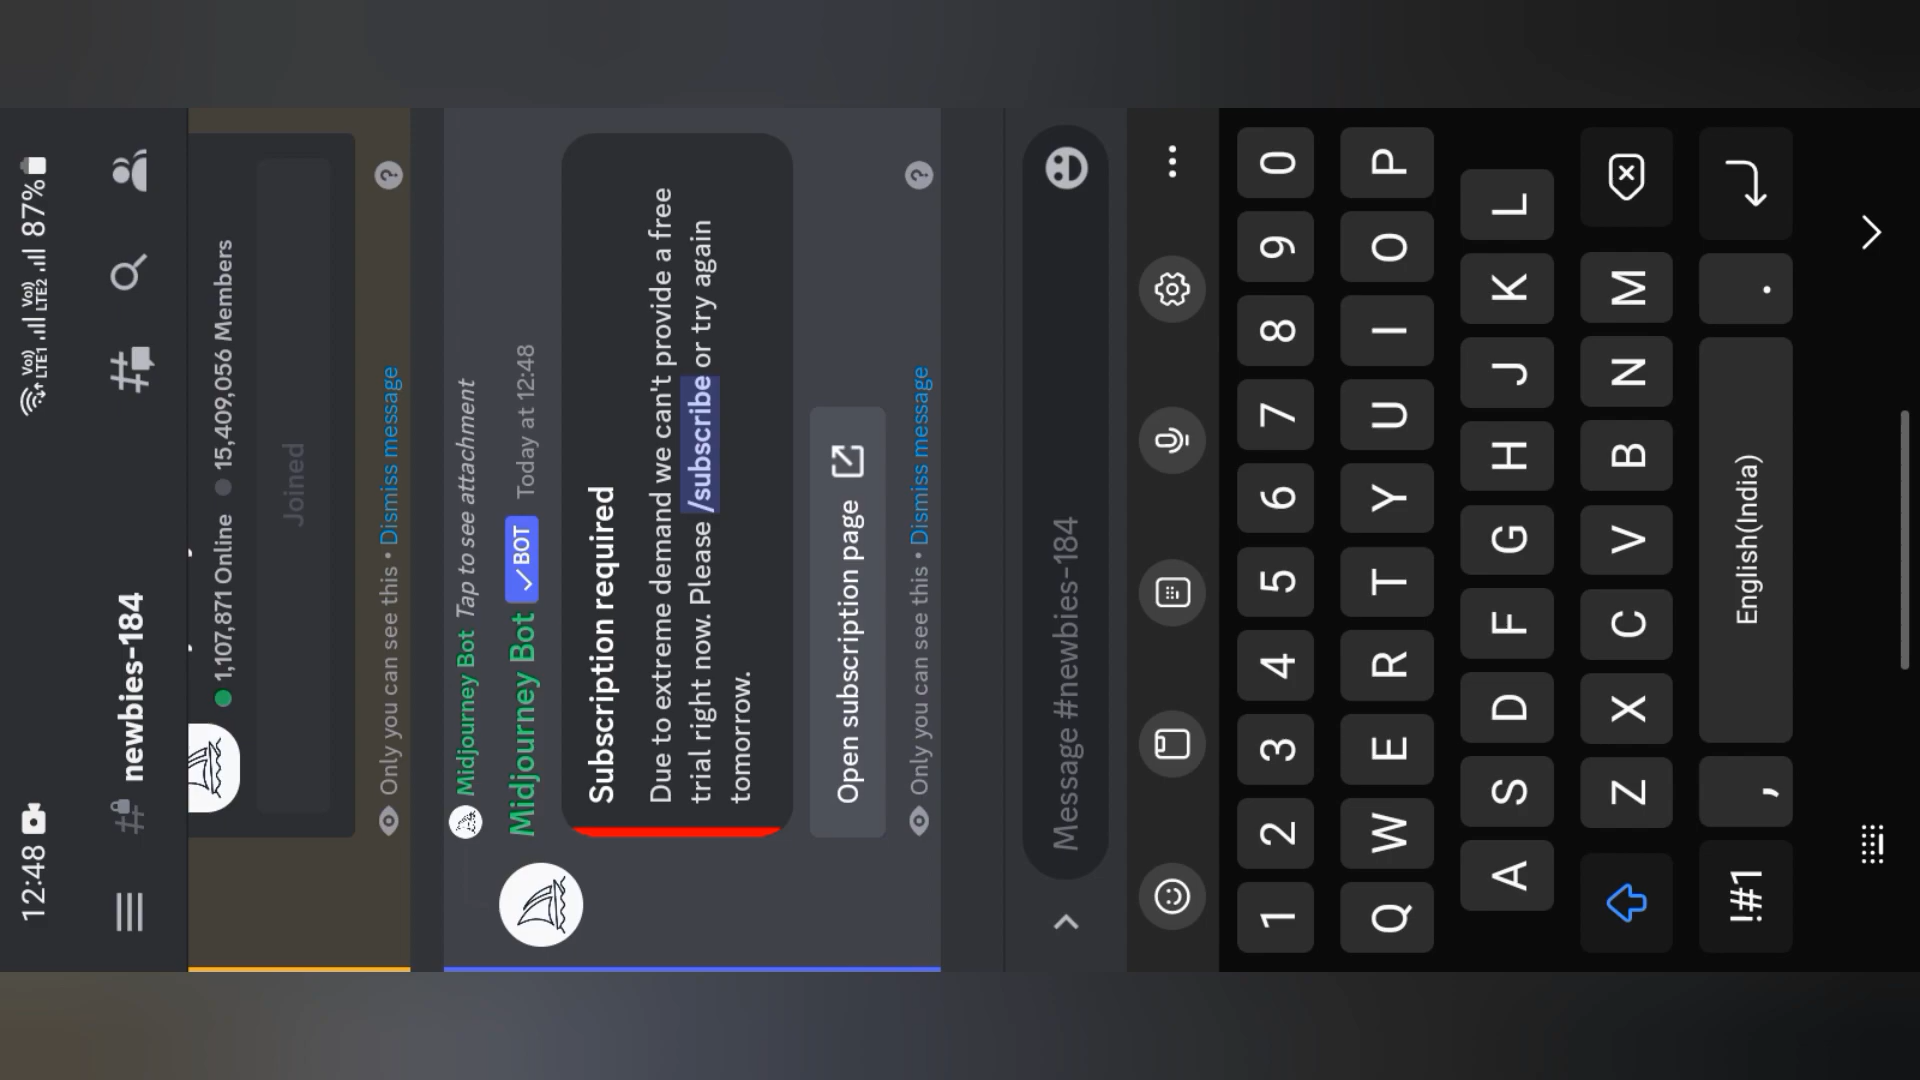 12:48
LTE1 LTE2 87%
newbies-184
1,107,871 Online 15,409,056 Members
Joined
Only you can see this • Dismiss message
Midjourney Bot Tap to see attachment
Midjourney Bot ✓BOT Today at 12:48
Subscription required
Due to extreme demand we can't provide a free
trial right now. Please /subscribe or try again
tomorrow.
Open subscription page
Only you can see this • Dismiss message
Message #newbies-184
1 2 3 4 5 6 7 8 9 0
Q W E R T Y U I O P
A S D F G H J K L
Z X C V B N M
!#1 , English(India) .